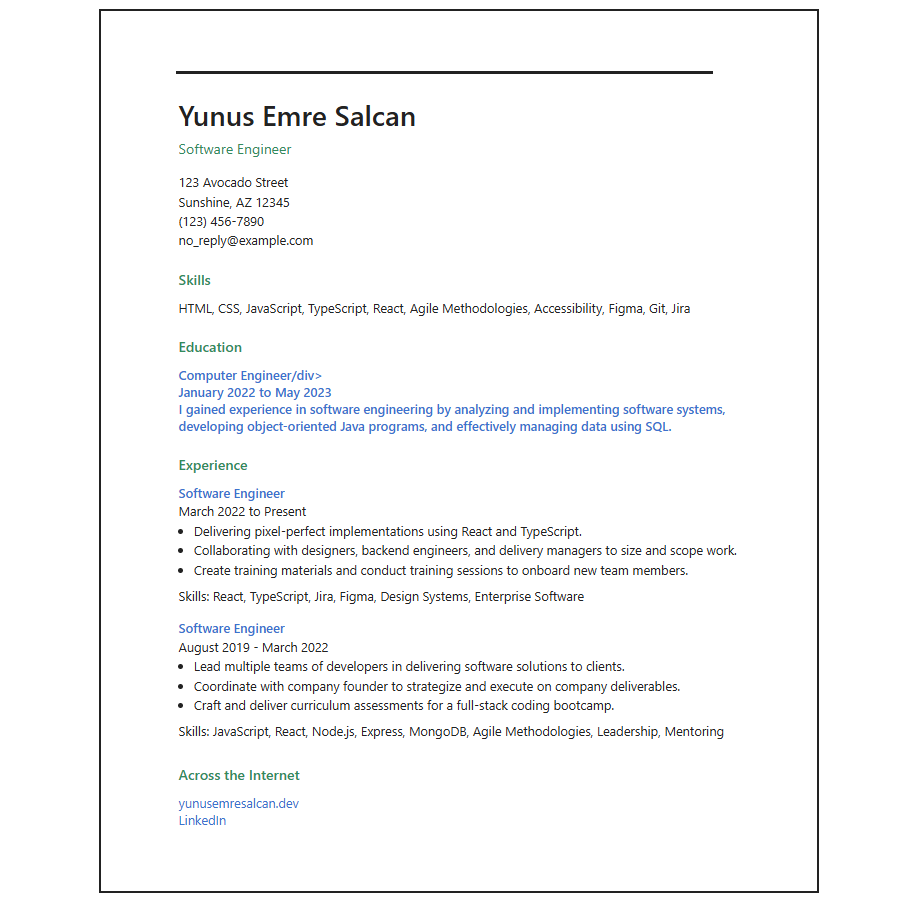 Yunus Emre Salcan
Software Engineer
123 Avocado Street
Sunshine, AZ 12345
(123) 456-7890
no_reply@example.com
Skills
HTML, CSS, JavaScript, TypeScript, React, Agile Methodologies, Accessibility, Figma, Git, Jira
Education
Computer Engineer/div>
January 2022 to May 2023
I gained experience in software engineering by analyzing and implementing software systems,
developing object-oriented Java programs, and effectively managing data using SQL.
Experience
Software Engineer
March 2022 to Present
• Delivering pixel-perfect implementations using React and TypeScript.
• Collaborating with designers, backend engineers, and delivery managers to size and scope work.
• Create training materials and conduct training sessions to onboard new team members.
Skills: React, TypeScript, Jira, Figma, Design Systems, Enterprise Software
Software Engineer
August 2019 - March 2022
• Lead multiple teams of developers in delivering software solutions to clients.
• Coordinate with company founder to strategize and execute on company deliverables.
• Craft and deliver curriculum assessments for a full-stack coding bootcamp.
Skills: JavaScript, React, Node.js, Express, MongoDB, Agile Methodologies, Leadership, Mentoring
Across the Internet
yunusemresalcan.dev
LinkedIn